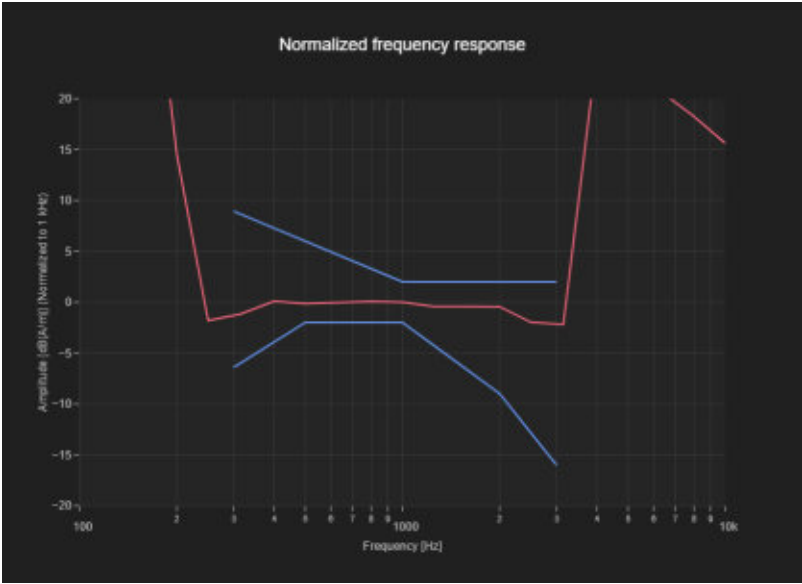 Normalized frequency response
20
15
10
5
0
−5
−10
−15
−20
Amplitude [dB(A/m)] (Normalized to 1 kHz)
100 2 3 4 5 6 7 8 9 1000 2 3 4 5 6 7 8 9 10k
Frequency [Hz]